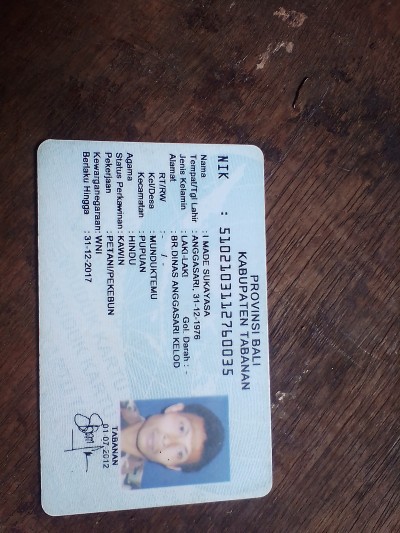 PROVINSI BALI
KABUPATEN TABANAN
NIK : 5102103112760035
Nama : I MADE SUKAYASA
Tempat/Tgl Lahir : ANGGASARI, 31-12-1976
Jenis Kelamin : LAKI-LAKI Gol. Darah : -
Alamat : BR.DINAS ANGGASARI KELOD
RT/RW : - / -
Kel/Desa : MUNDUKTEMU
Kecamatan : PUPUAN
Agama : HINDU
Status Perkawinan : KAWIN
Pekerjaan : PETANI/PEKEBUN
Kewarganegaraan: WNI
Berlaku Hingga : 31-12-2017
TABANAN
01-07-2012